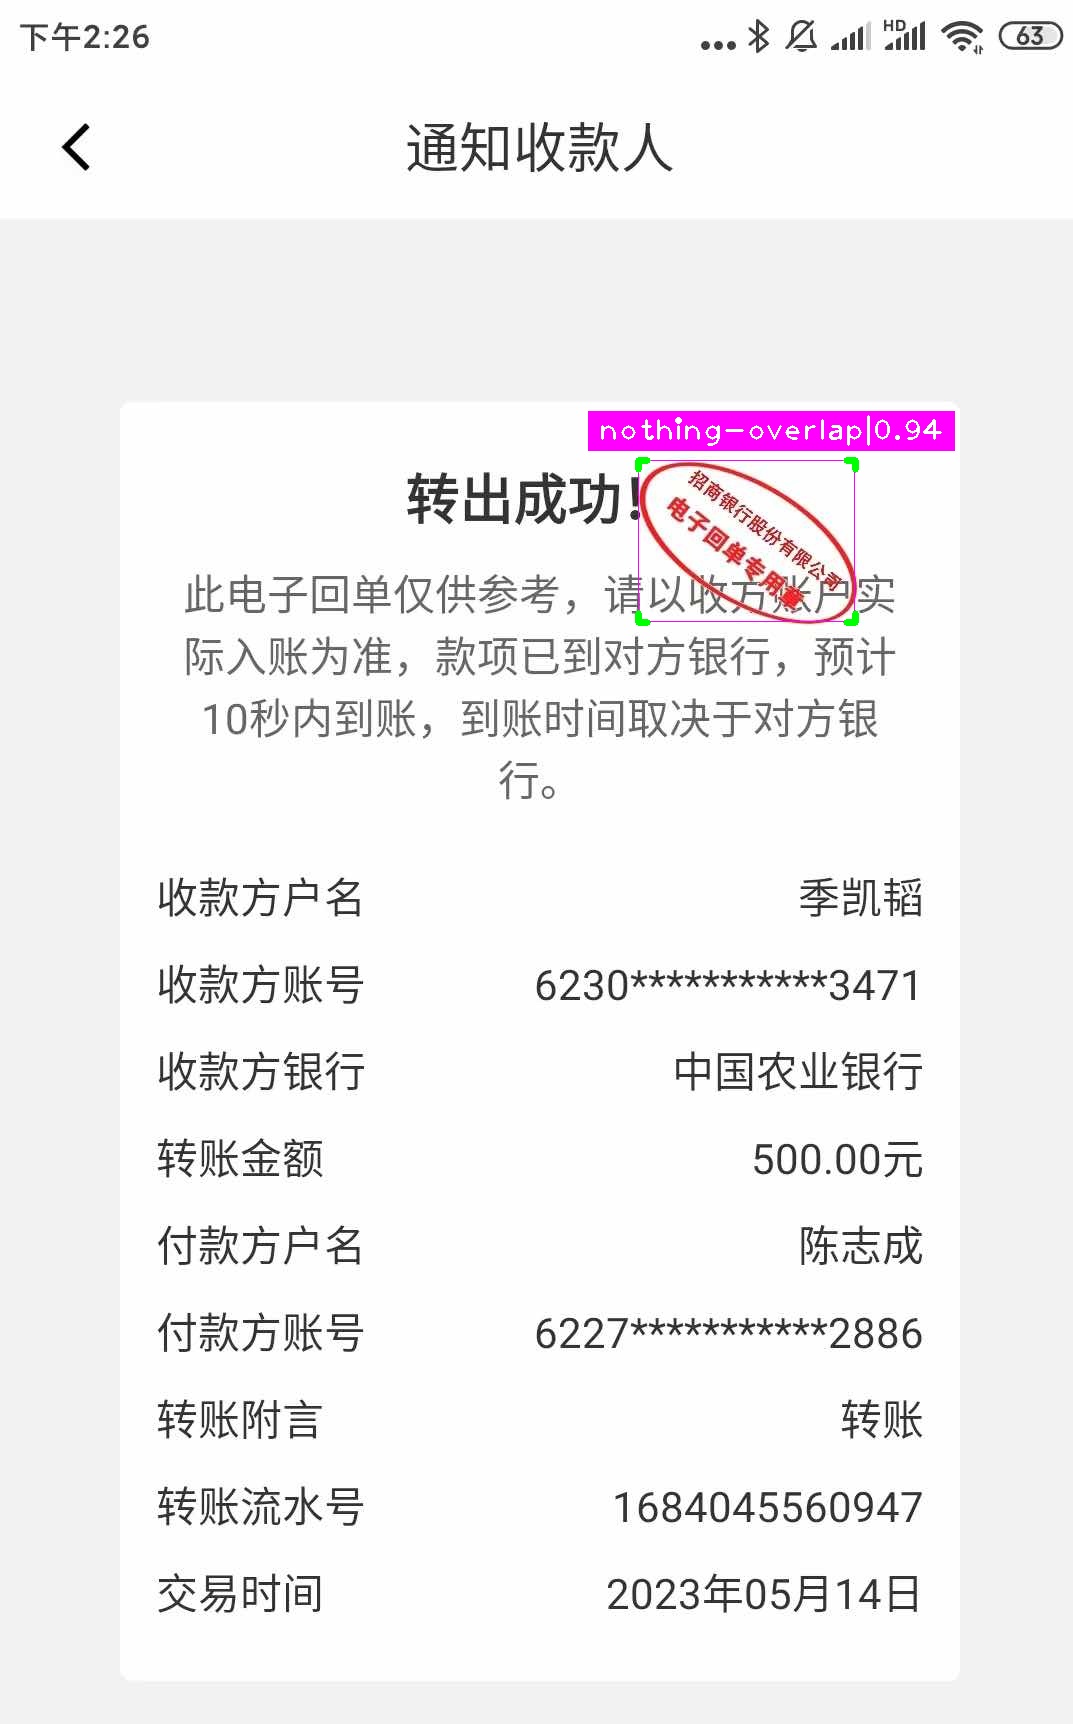 下午2:26
HD
63
通知收款人
nothing-overlap|0.94
转出成功!
招商银行股份有限公司
电子回单专用章
此电子回单仅供参考，请以收方账户实
际入账为准，款项已到对方银行，预计
10秒内到账，到账时间取决于对方银
行。
收款方户名 季凯韬
收款方账号 6230***********3471
收款方银行 中国农业银行
转账金额 500.00元
付款方户名 陈志成
付款方账号 6227***********2886
转账附言 转账
转账流水号 1684045560947
交易时间 2023年05月14日